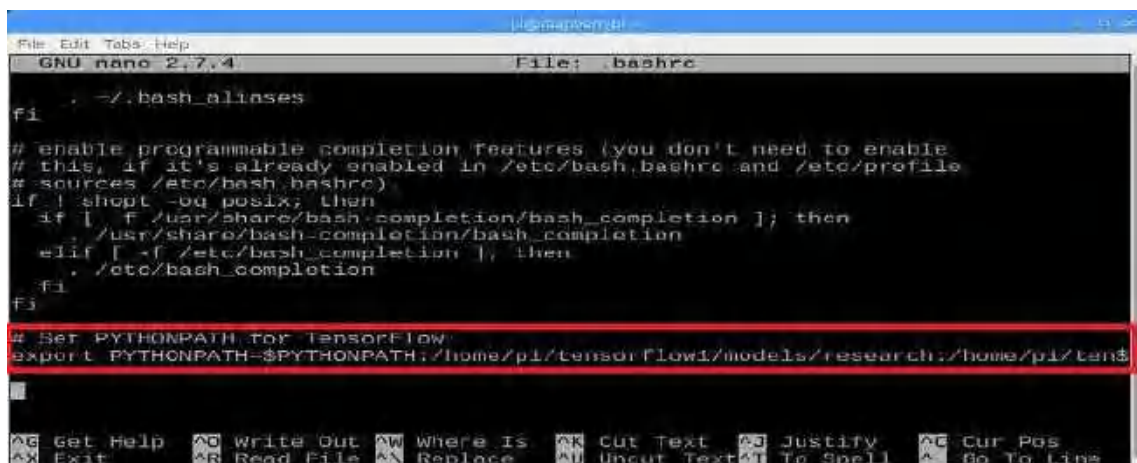 File Edit Tabs Help
GNU nano 2.7.4 File: .bashrc
. ~/.bash_aliases
fi
# enable programmable completion features (you don't need to enable
# this, if it's already enabled in /etc/bash.bashrc and /etc/profile
# sources /etc/bash.bashrc).
if ! shopt -oq posix; then
if [ -f /usr/share/bash-completion/bash_completion ]; then
. /usr/share/bash-completion/bash_completion
elif [ -f /etc/bash_completion ]; then
. /etc/bash_completion
fi
fi
# Set PYTHONPATH for TensorFlow
export PYTHONPATH=$PYTHONPATH:/home/pi/tensorflow1/models/research:/home/pi/ten$
^G Get Help ^O Write Out ^W Where Is ^K Cut Text ^J Justify ^C Cur Pos
^X Exit ^R Read File ^\ Replace ^U Uncut Text ^T To Spell ^_ Go To Line